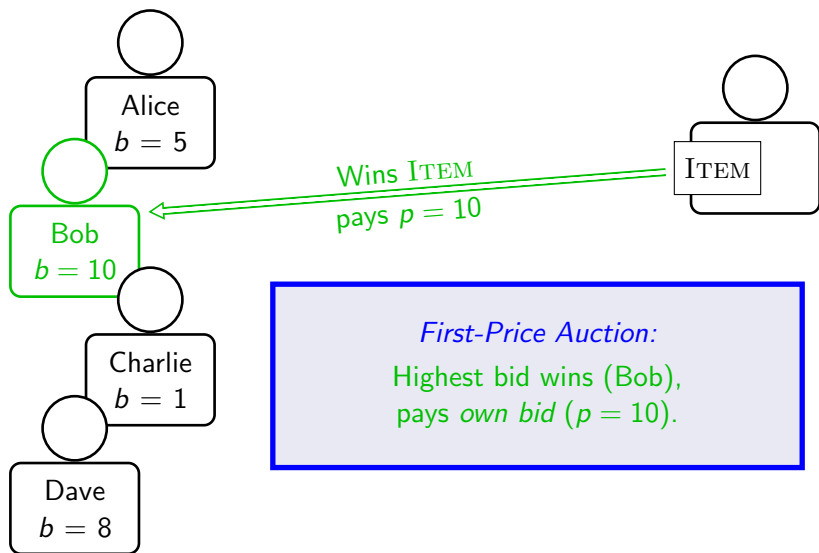 Alice
b = 5
Bob
b = 10
Charlie
b = 1
Dave
b = 8
Wins ITEM
pays p = 10
ITEM
First-Price Auction:
Highest bid wins (Bob),
pays own bid (p = 10).